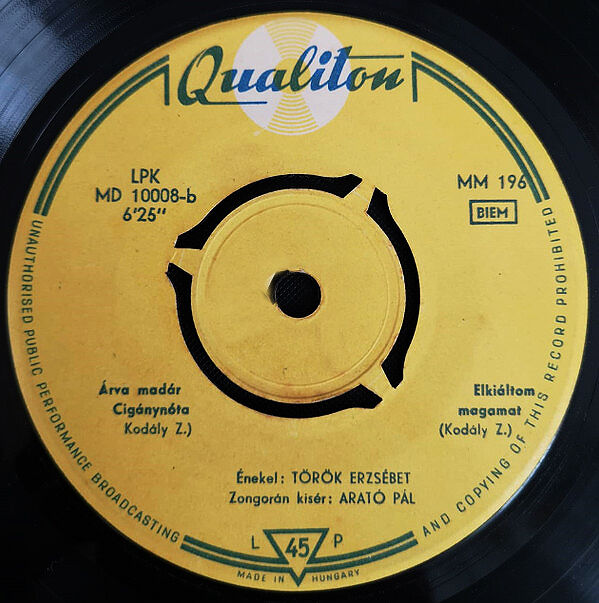 Qualiton
LPK
MD 10008-b
6'25"
MM 196
BIEM
Árva madár
Cigánynóta
Kodály Z.)
Elkiáltom
magamat
(Kodály Z.)
Énekel: TÖRÖK ERZSÉBET
Zongorán kisér: ARATÓ PÁL
L 45 P
MADE IN HUNGARY
UNAUTHORISED PUBLIC PERFORMANCE BROADCASTING
AND COPYING OF THIS RECORD PROHIBITED